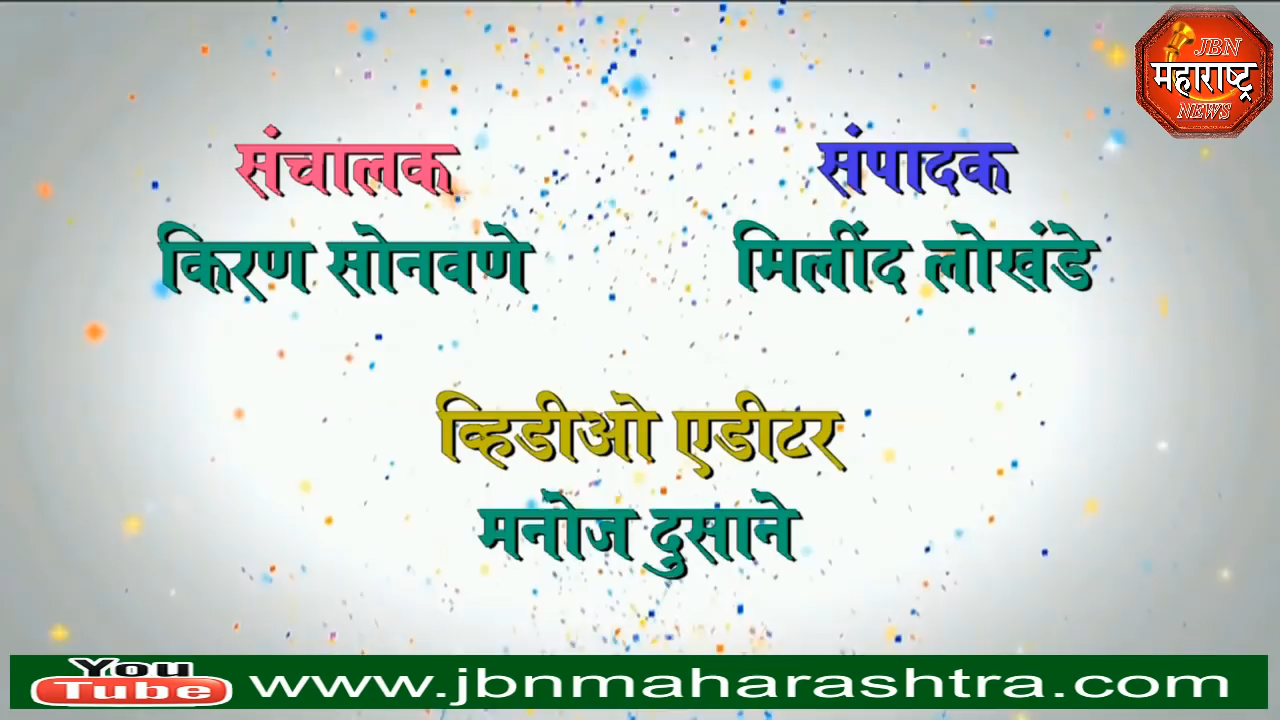 JBN
महाराष्ट्र
NEWS
संचालक
संपादक
किरण सोनवणे
मिलींद लोखंडे
व्हिडीओ एडीटर
मनोज दुसाने
You
Tube
www.jbnmaharashtra.com